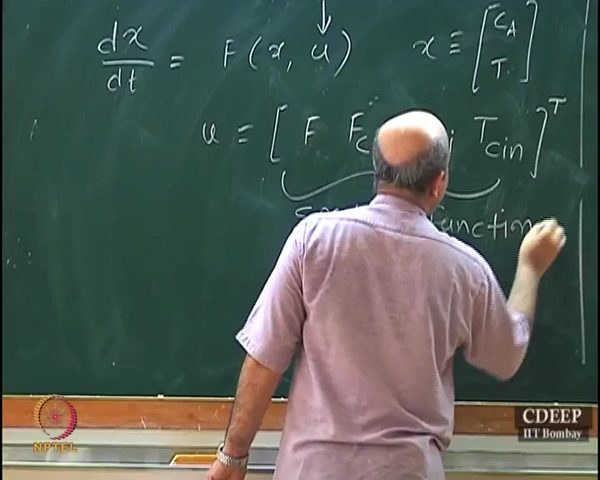 dx/dt = F(x, u)   x ≡ [C_A T]
u ≡ [F F_c T_cin]^T
function
NPTEL
CDEEP
IIT Bombay